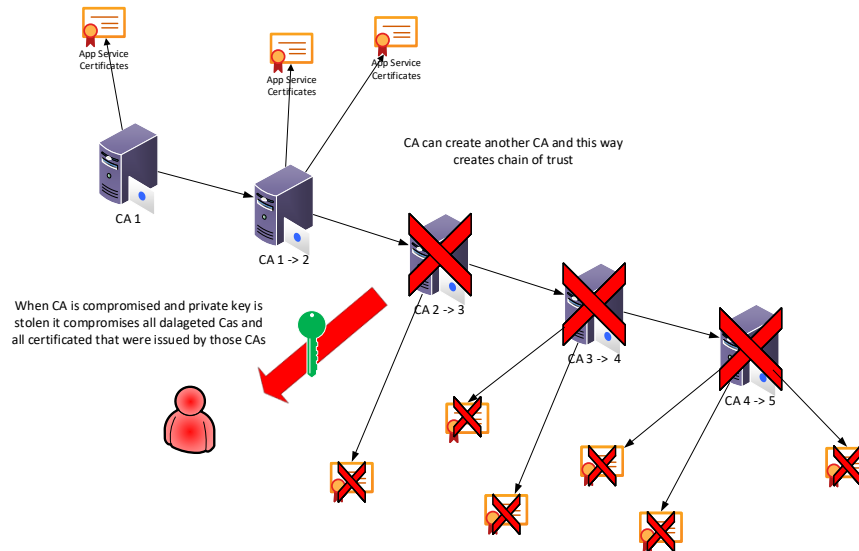 App Service
Certificates
App Service
Certificates
App Service
Certificates
CA can create another CA and this way
creates chain of trust
CA 1
CA 1 -> 2
CA 2 -> 3
When CA is compromised and private key is
stolen it compromises all dalageted Cas and
all certificated that were issued by those CAs
CA 3 -> 4
CA 4 -> 5